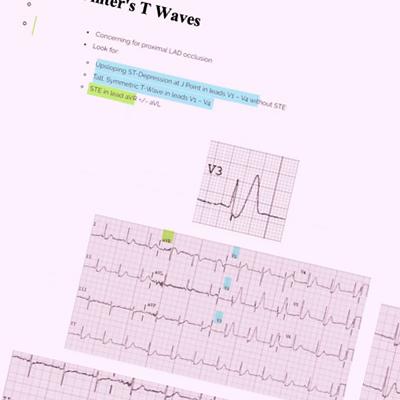 T Waves
Concerning for proximal LAD occlusion
Look for:
Upsloping ST-Depression at J Point in leads V1 – V4 without STE
Tall, Symmetric T-Wave in leads V1 – V4
STE in lead aVR +/- aVL
V3
I
aVR
V1
V4
II
aVL
V2
V5
III
aVF
V3
V6
II